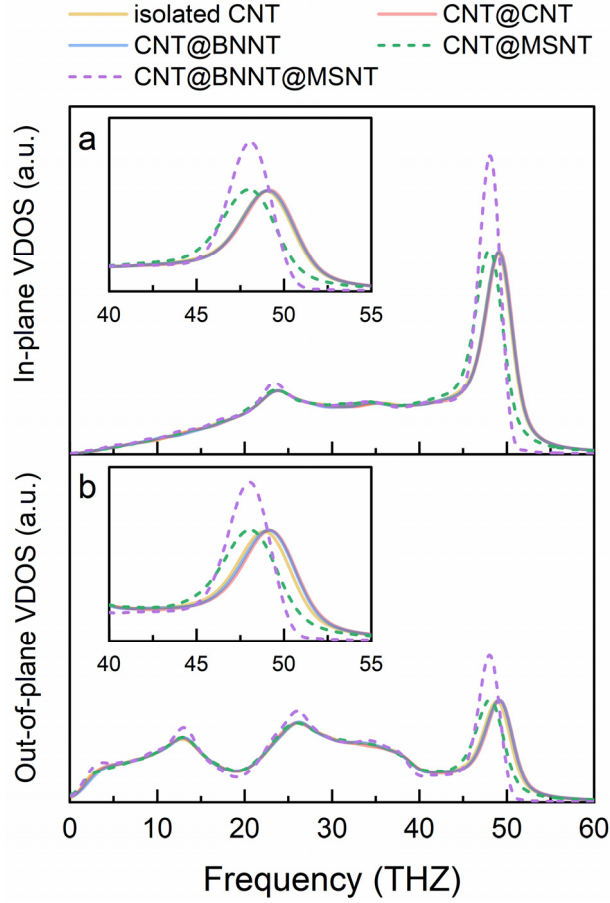 isolated CNT CNT@CNT
CNT@BNNT CNT@MSNT
CNT@BNNT@MSNT
a
40 45 50 55
In-plane VDOS (a.u.)
b
40 45 50 55
Out-of-plane VDOS (a.u.)
0 10 20 30 40 50 60
Frequency (THZ)